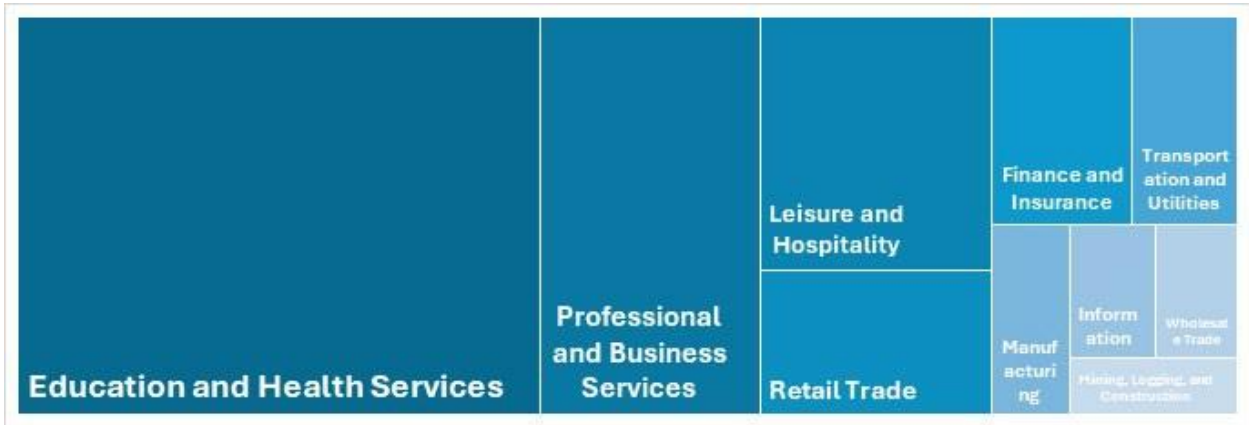 Education and Health Services
Professional
and Business
Services
Leisure and
Hospitality
Retail Trade
Finance and
Insurance
Transport
ation and
Utilities
Manuf
acturi
ng
Inform
ation
Wholesal
e Trade
Mining, Logging, and
Construction